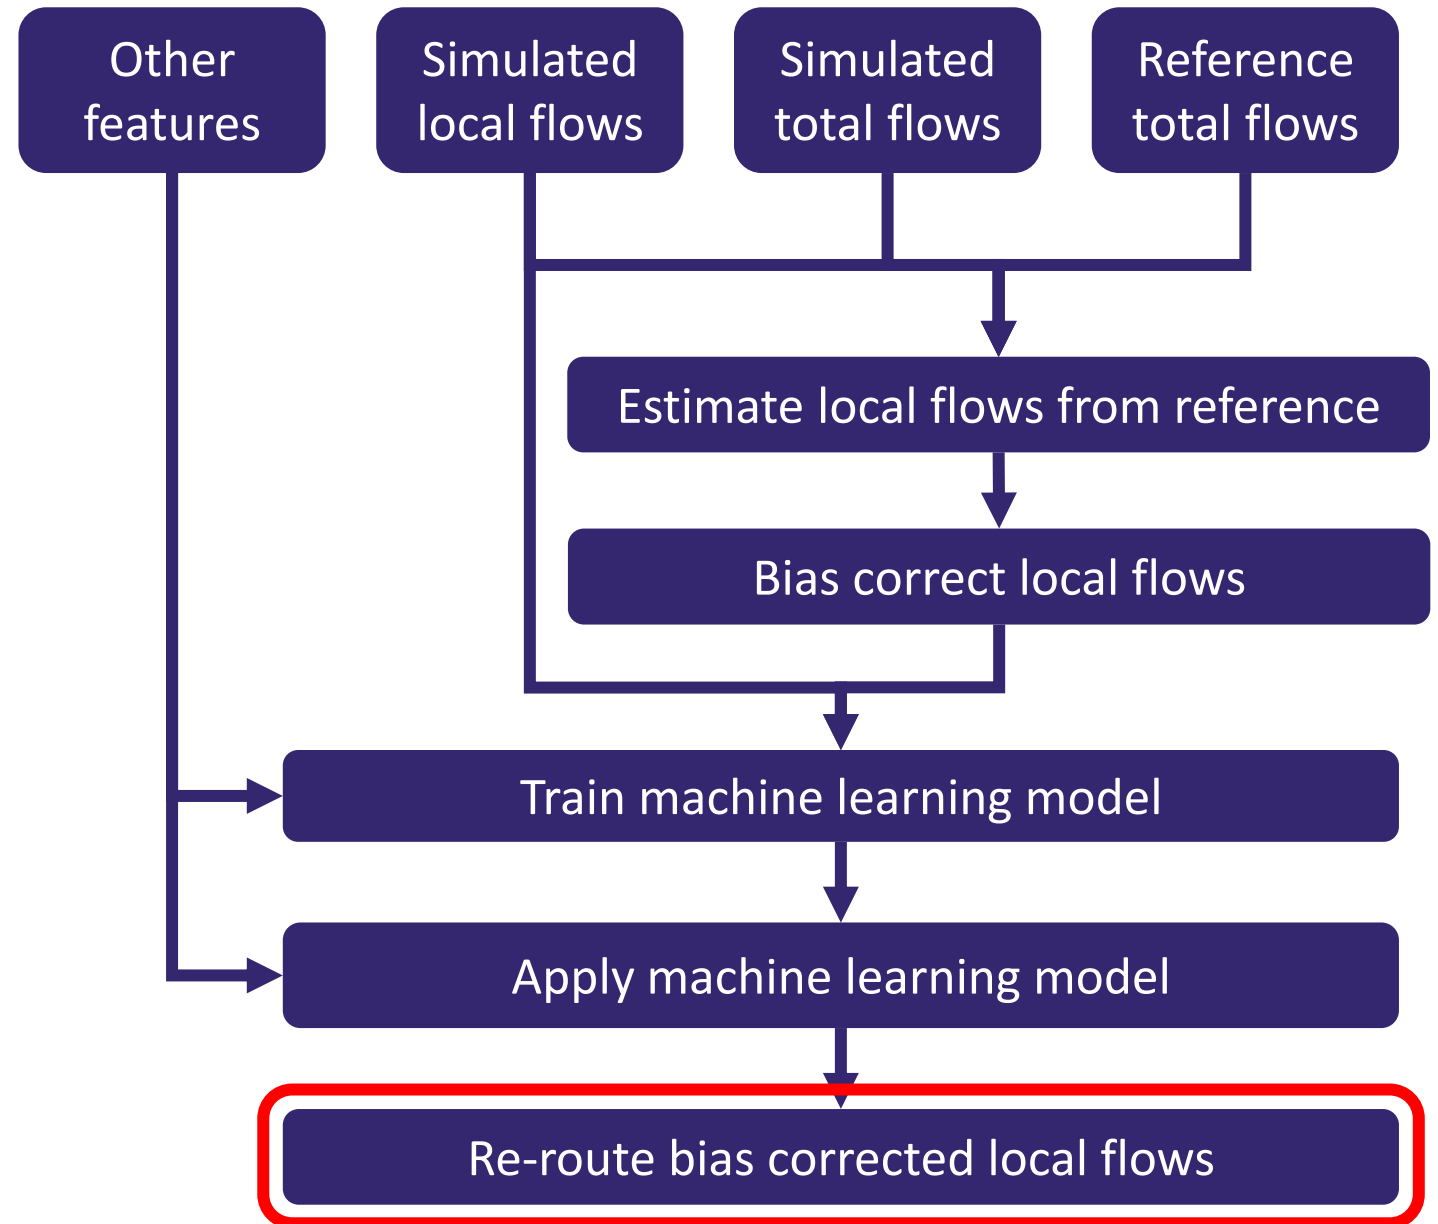 Other
features
Simulated
local flows
Simulated
total flows
Reference
total flows
Estimate local flows from reference
Bias correct local flows
Train machine learning model
Apply machine learning model
Re-route bias corrected local flows